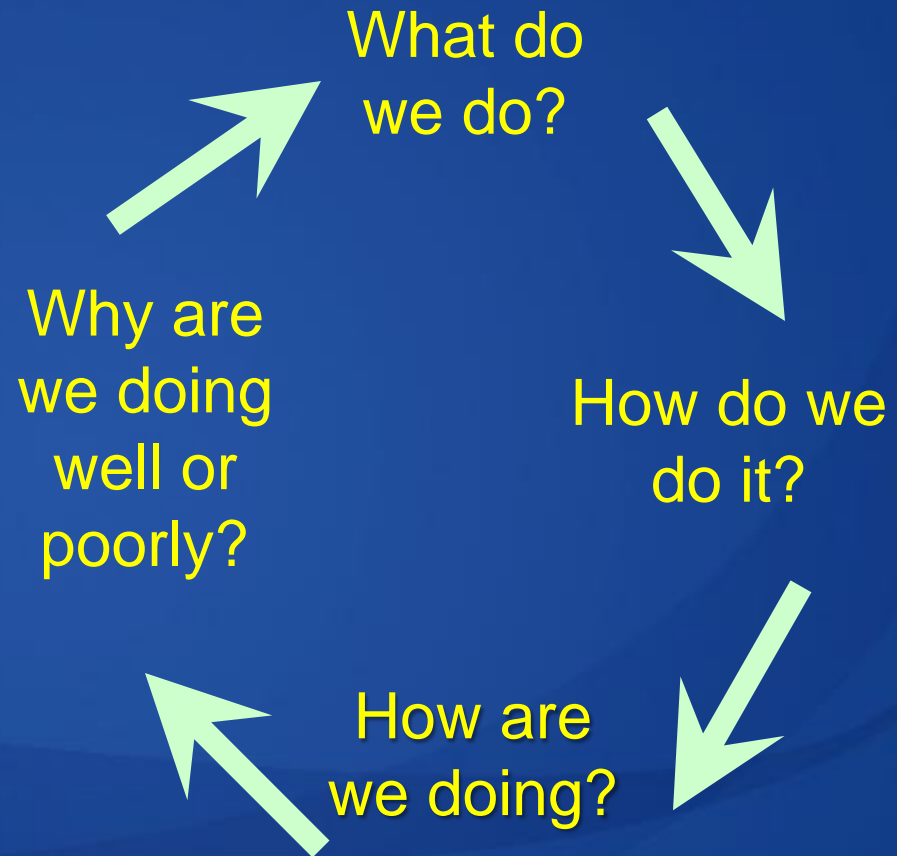 What do
we do?
How do we
do it?
How are
we doing?
Why are
we doing
well or
poorly?